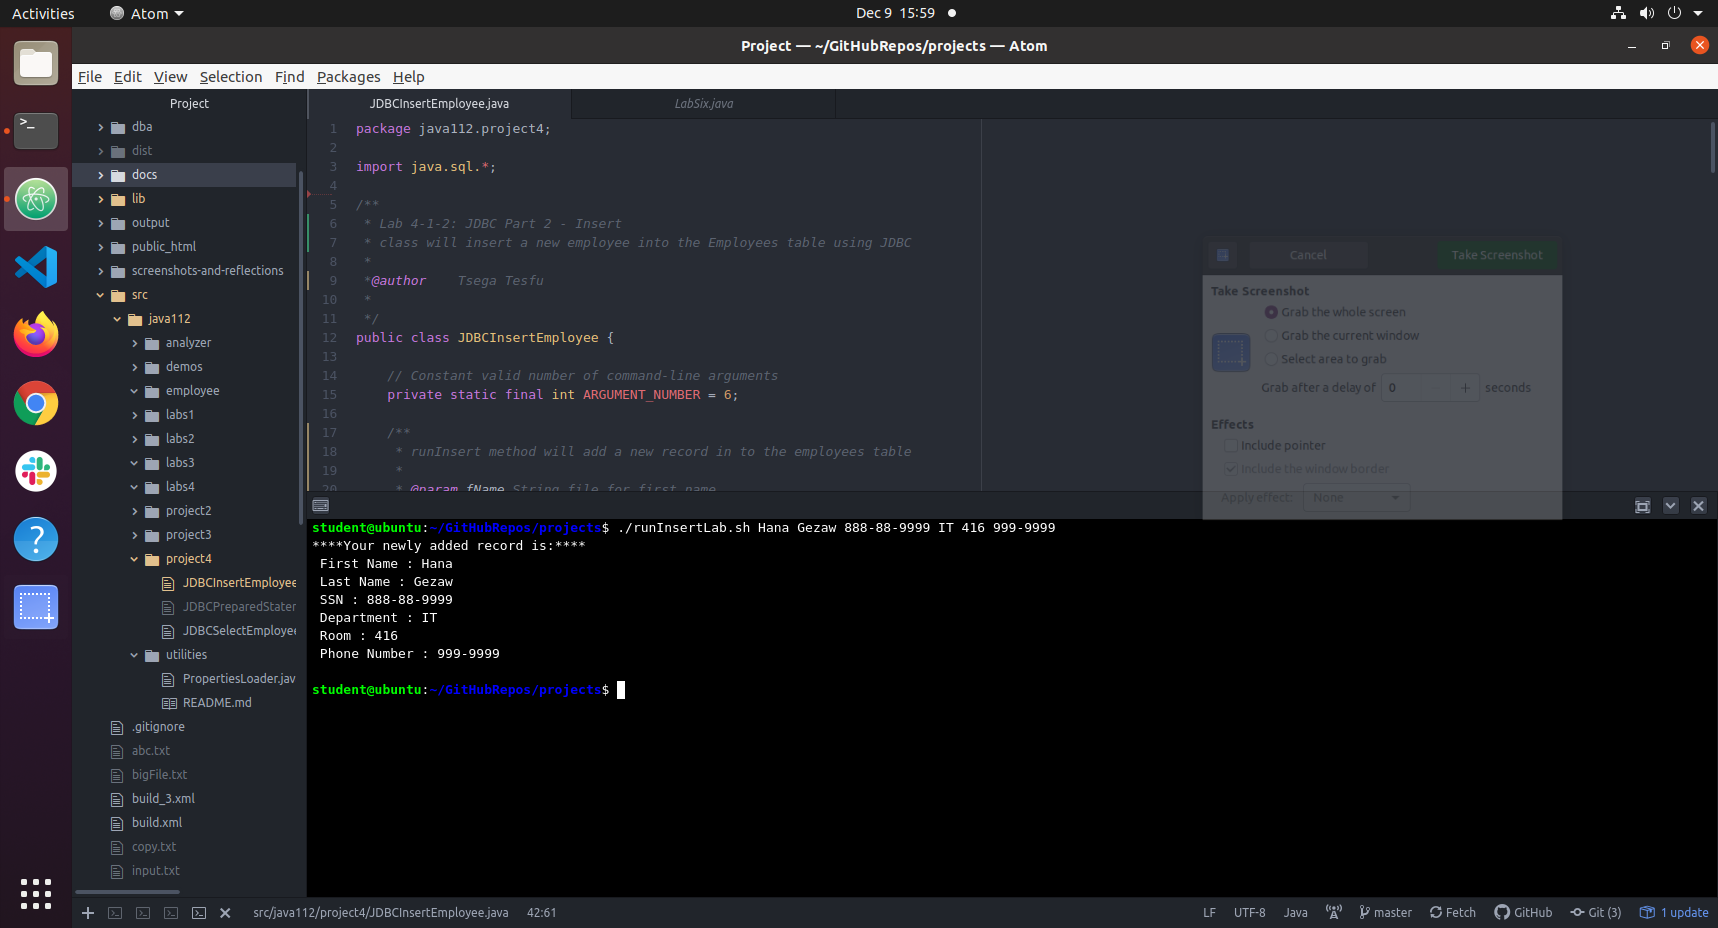 Activities Atom Dec 9 15:59
Project — ~/GitHubRepos/projects — Atom
File Edit View Selection Find Packages Help
Project
dba
dist
docs
lib
output
public_html
screenshots-and-reflections
src
java112
analyzer
demos
employee
labs1
labs2
labs3
labs4
project2
project3
project4
JDBCInsertEmployee
JDBCPreparedStater
JDBCSelectEmployee
utilities
PropertiesLoader.jav
README.md
.gitignore
abc.txt
bigFile.txt
build_3.xml
build.xml
copy.txt
input.txt
JDBCInsertEmployee.java LabSix.java
1 package java112.project4;
2
3 import java.sql.*;
4
5 /**
6 * Lab 4-1-2: JDBC Part 2 - Insert
7 * class will insert a new employee into the Employees table using JDBC
8 *
9 *@author Tsega Tesfu
10 *
11 */
12 public class JDBCInsertEmployee {
13
14 // Constant valid number of command-line arguments
15 private static final int ARGUMENT_NUMBER = 6;
16
17 /**
18 * runInsert method will add a new record in to the employees table
19 *
20 * @param fName String file for first name
Cancel Take Screenshot
Take Screenshot
Grab the whole screen
Grab the current window
Select area to grab
Grab after a delay of 0 + seconds
Effects
Include pointer
Include the window border
Apply effect: None
student@ubuntu:~/GitHubRepos/projects$ ./runInsertLab.sh Hana Gezaw 888-88-9999 IT 416 999-9999
****Your newly added record is:****
First Name : Hana
Last Name : Gezaw
SSN : 888-88-9999
Department : IT
Room : 416
Phone Number : 999-9999
student@ubuntu:~/GitHubRepos/projects$
src/java112/project4/JDBCInsertEmployee.java 42:61 LF UTF-8 Java master Fetch GitHub Git (3) 1 update